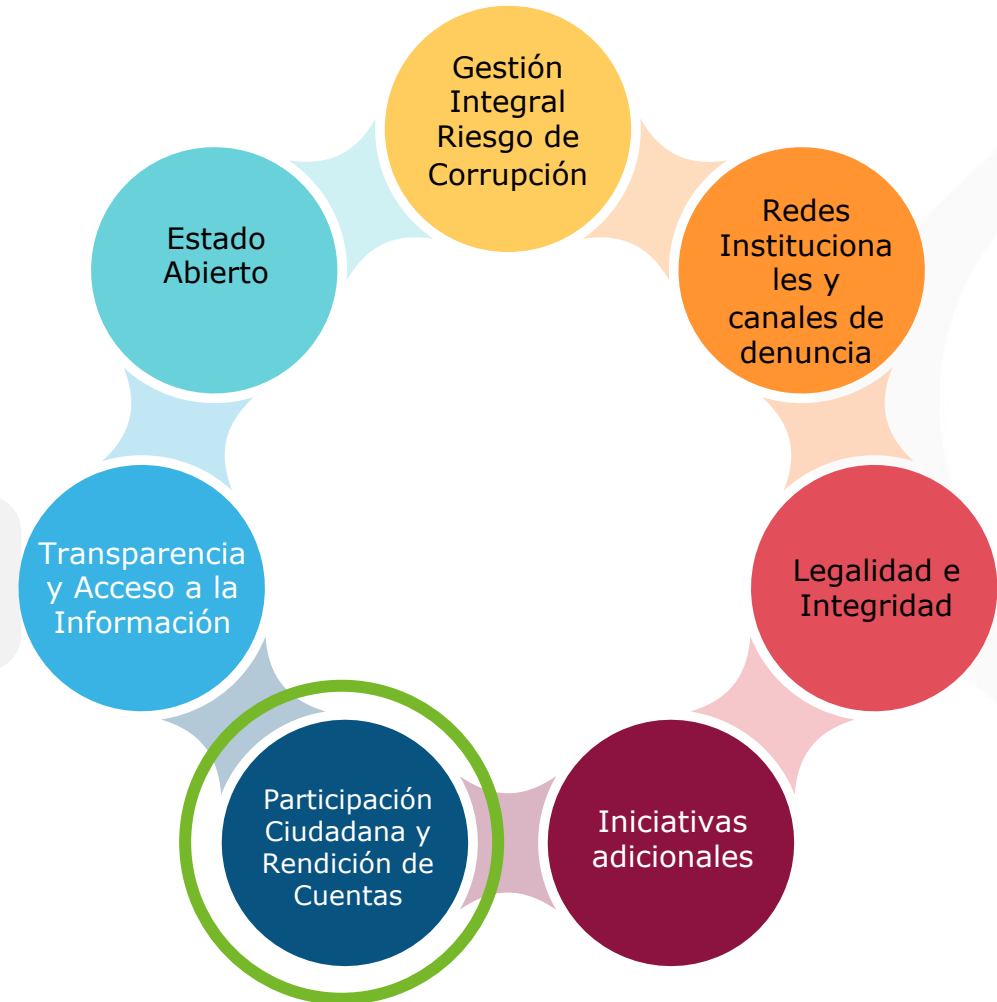 Gestión
Integral
Riesgo de
Corrupción
Redes
Instituciona
les y
canales de
denuncia
Legalidad e
Integridad
Iniciativas
adicionales
Participación
Ciudadana y
Rendición de
Cuentas
Transparencia
y Acceso a la
Información
Estado
Abierto